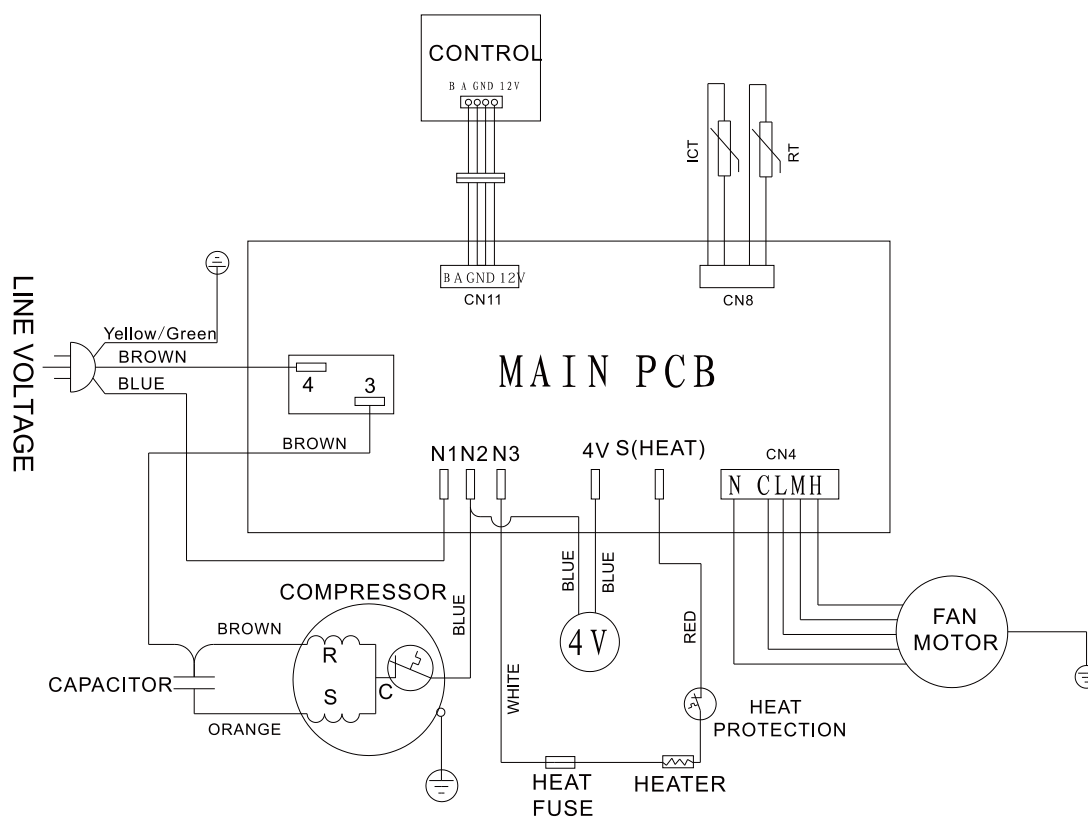 CONTROL
B A GND 12V
ICT
RT
B A GND 12V
CN11
CN8
LINE VOLTAGE
Yellow/Green
BROWN
BLUE
4
3
MAIN PCB
BROWN
N1 N2 N3
4V
S(HEAT)
CN4
N CLMH
COMPRESSOR
BLUE
BLUE
BLUE
BROWN
R
S
C
4V
RED
FAN
MOTOR
CAPACITOR
WHITE
ORANGE
HEAT
PROTECTION
HEAT
FUSE
HEATER